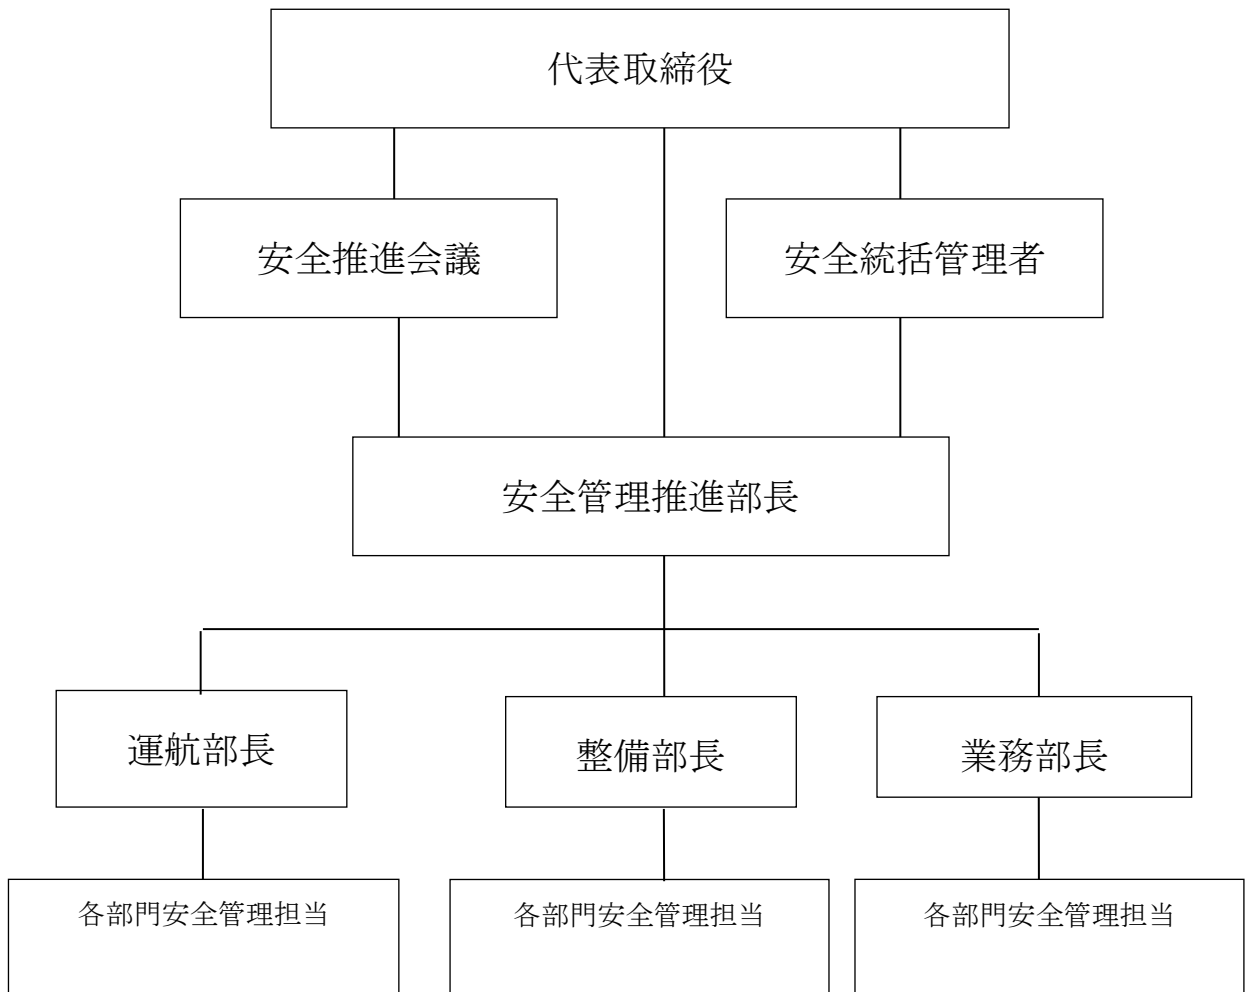 代表取締役
安全推進会議
安全統括管理者
安全管理推進部長
運航部長
整備部長
業務部長
各部門安全管理担当
各部門安全管理担当
各部門安全管理担当